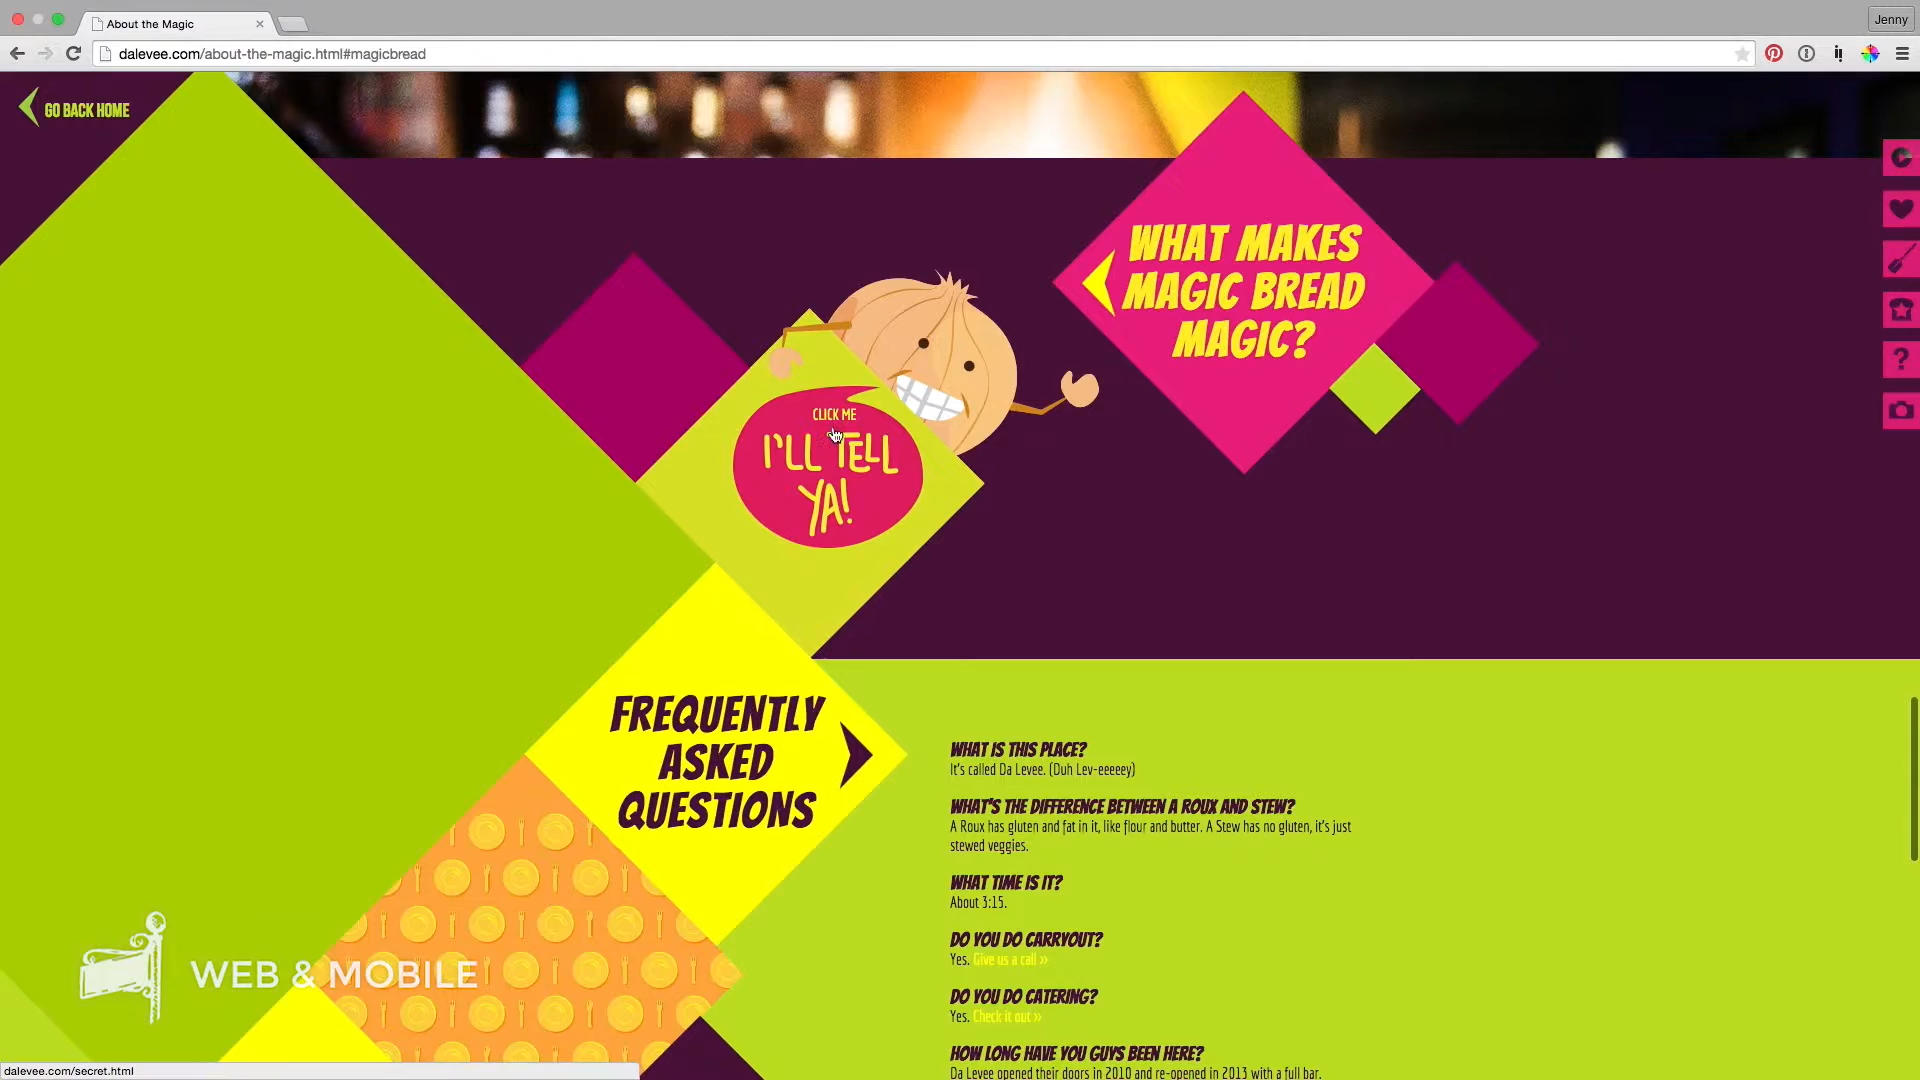 About the Magic
Jenny
dalevee.com/about-the-magic.html#magicbread
GO BACK HOME
WHAT MAKES
MAGIC BREAD
MAGIC?
CLICK ME
I'LL TELL
YA!
FREQUENTLY
ASKED
QUESTIONS
WHAT IS THIS PLACE?
It's called Da Levee. (Duh Lev-eeeeey)
WHAT'S THE DIFFERENCE BETWEEN A ROUX AND STEW?
A Roux has gluten and fat in it, like flour and butter. A Stew has no gluten, it's just
stewed veggies.
WHAT TIME IS IT?
About 3:15.
DO YOU DO CARRYOUT?
Yes. Give us a call »
DO YOU DO CATERING?
Yes. Check it out »
HOW LONG HAVE YOU GUYS BEEN HERE?
Da Levee opened their doors in 2010 and re-opened in 2013 with a full bar.
WEB & MOBILE
dalevee.com/secret.html